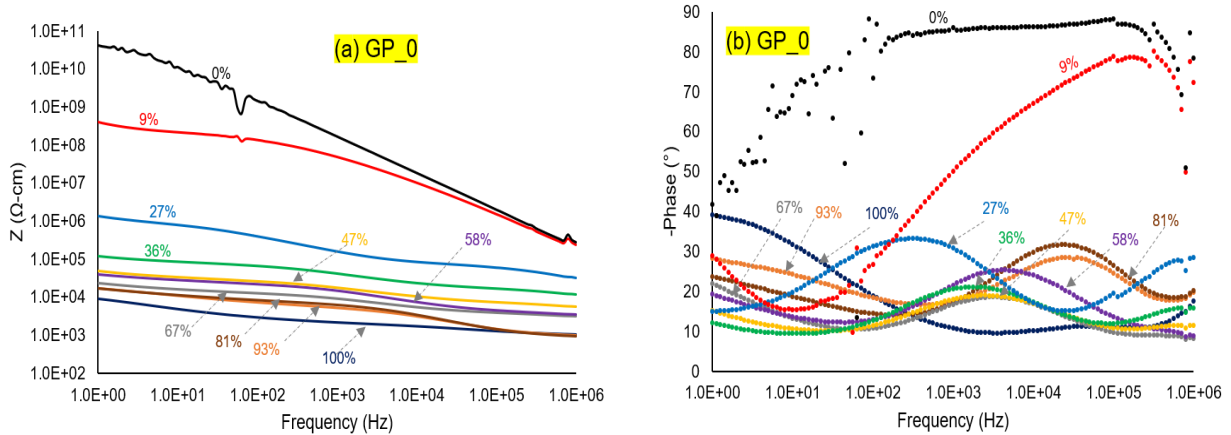 (a) GP_0
Z (Ω-cm)
1.0E+11
1.0E+10
1.0E+09
1.0E+08
1.0E+07
1.0E+06
1.0E+05
1.0E+04
1.0E+03
1.0E+02
0%
9%
27%
36%
47%
58%
67%
81%
93%
100%
1.0E+00 1.0E+01 1.0E+02 1.0E+03 1.0E+04 1.0E+05 1.0E+06
Frequency (Hz)
(b) GP_0
-Phase (°)
90
80
70
60
50
40
30
20
10
0
0%
9%
67% 93% 100% 27% 36% 47% 58% 81%
1.0E+00 1.0E+01 1.0E+02 1.0E+03 1.0E+04 1.0E+05 1.0E+06
Frequency (Hz)